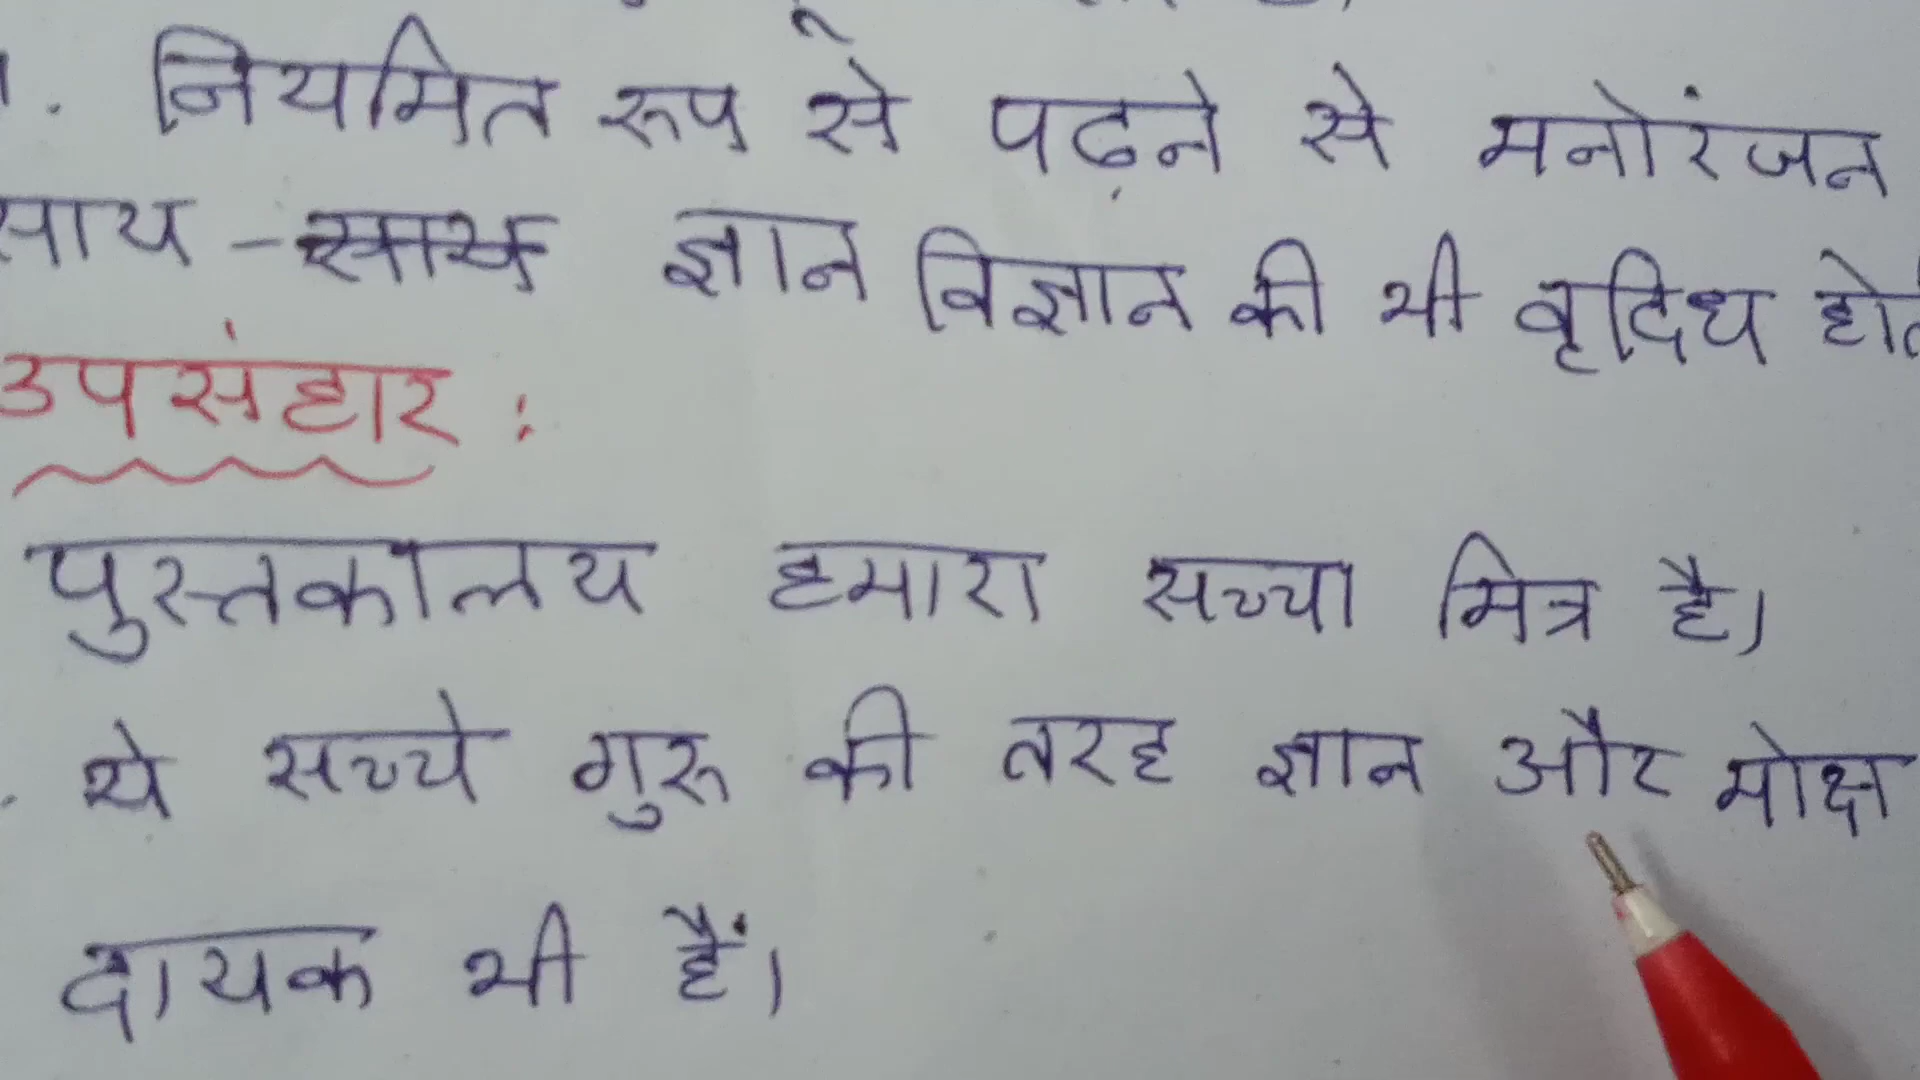 नियमित रूप से पढ़ने से मनोरंजन
साथ - साथ ज्ञान विज्ञान की भी वृदिध
उपसंहार :
पुस्तकालय हमारा सच्चा मित्र है।
ये सच्चे गुरु की तरह ज्ञान और मोक्ष
दायक भी हैं।